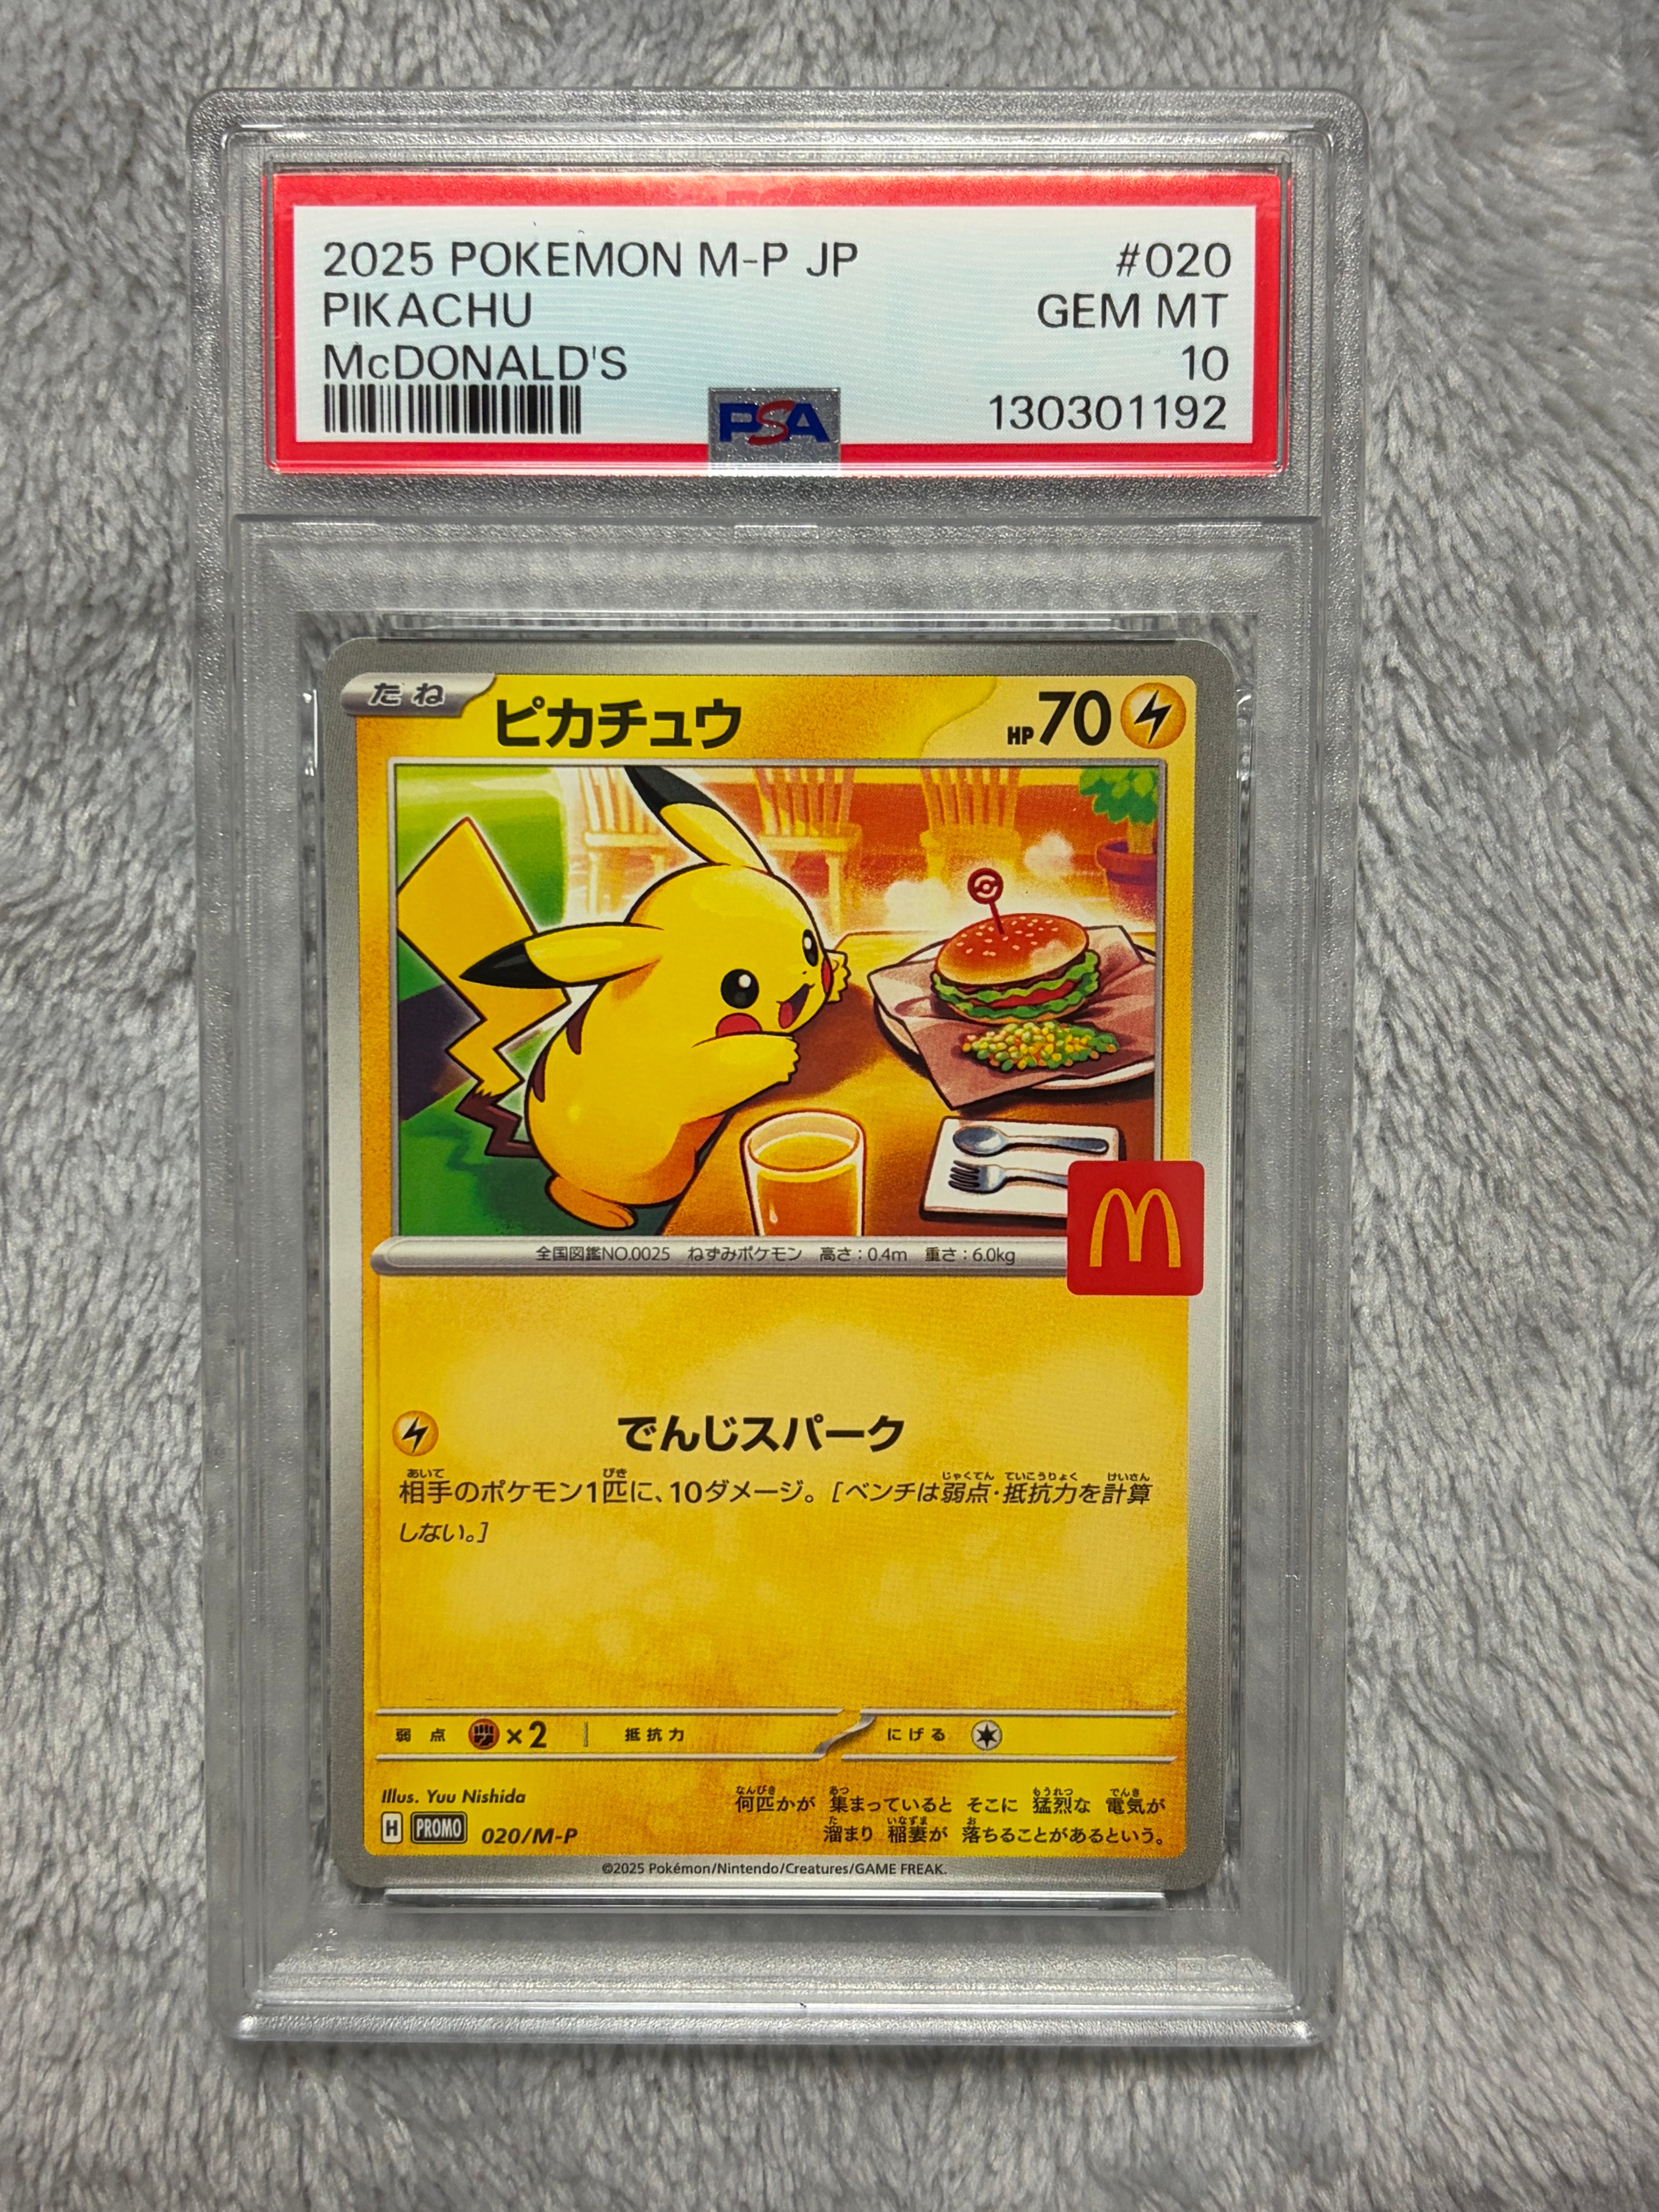 2025 POKEMON M-P JP #020
PIKACHU GEM MT
McDONALD'S 10
PSA 130301192
たね ピカチュウ HP70
M
全国図鑑NO.0025 ねずみポケモン 高さ:0.4m 重さ:6.0kg
でんじスパーク
あいて びき じゃくてん ていこうりょく けいさん
相手のポケモン1匹に、10ダメージ。[ベンチは弱点・抵抗力を計算
しない。]
弱点 ×2 抵抗力 にげる
Illus. Yuu Nishida
なんびき あつ もうれつ でんき
何匹かが 集まっていると そこに 猛烈な 電気が
た いなずま お
溜まり 稲妻が 落ちることがあるという。
H PROMO 020/M-P
©2025 Pokémon/Nintendo/Creatures/GAME FREAK.